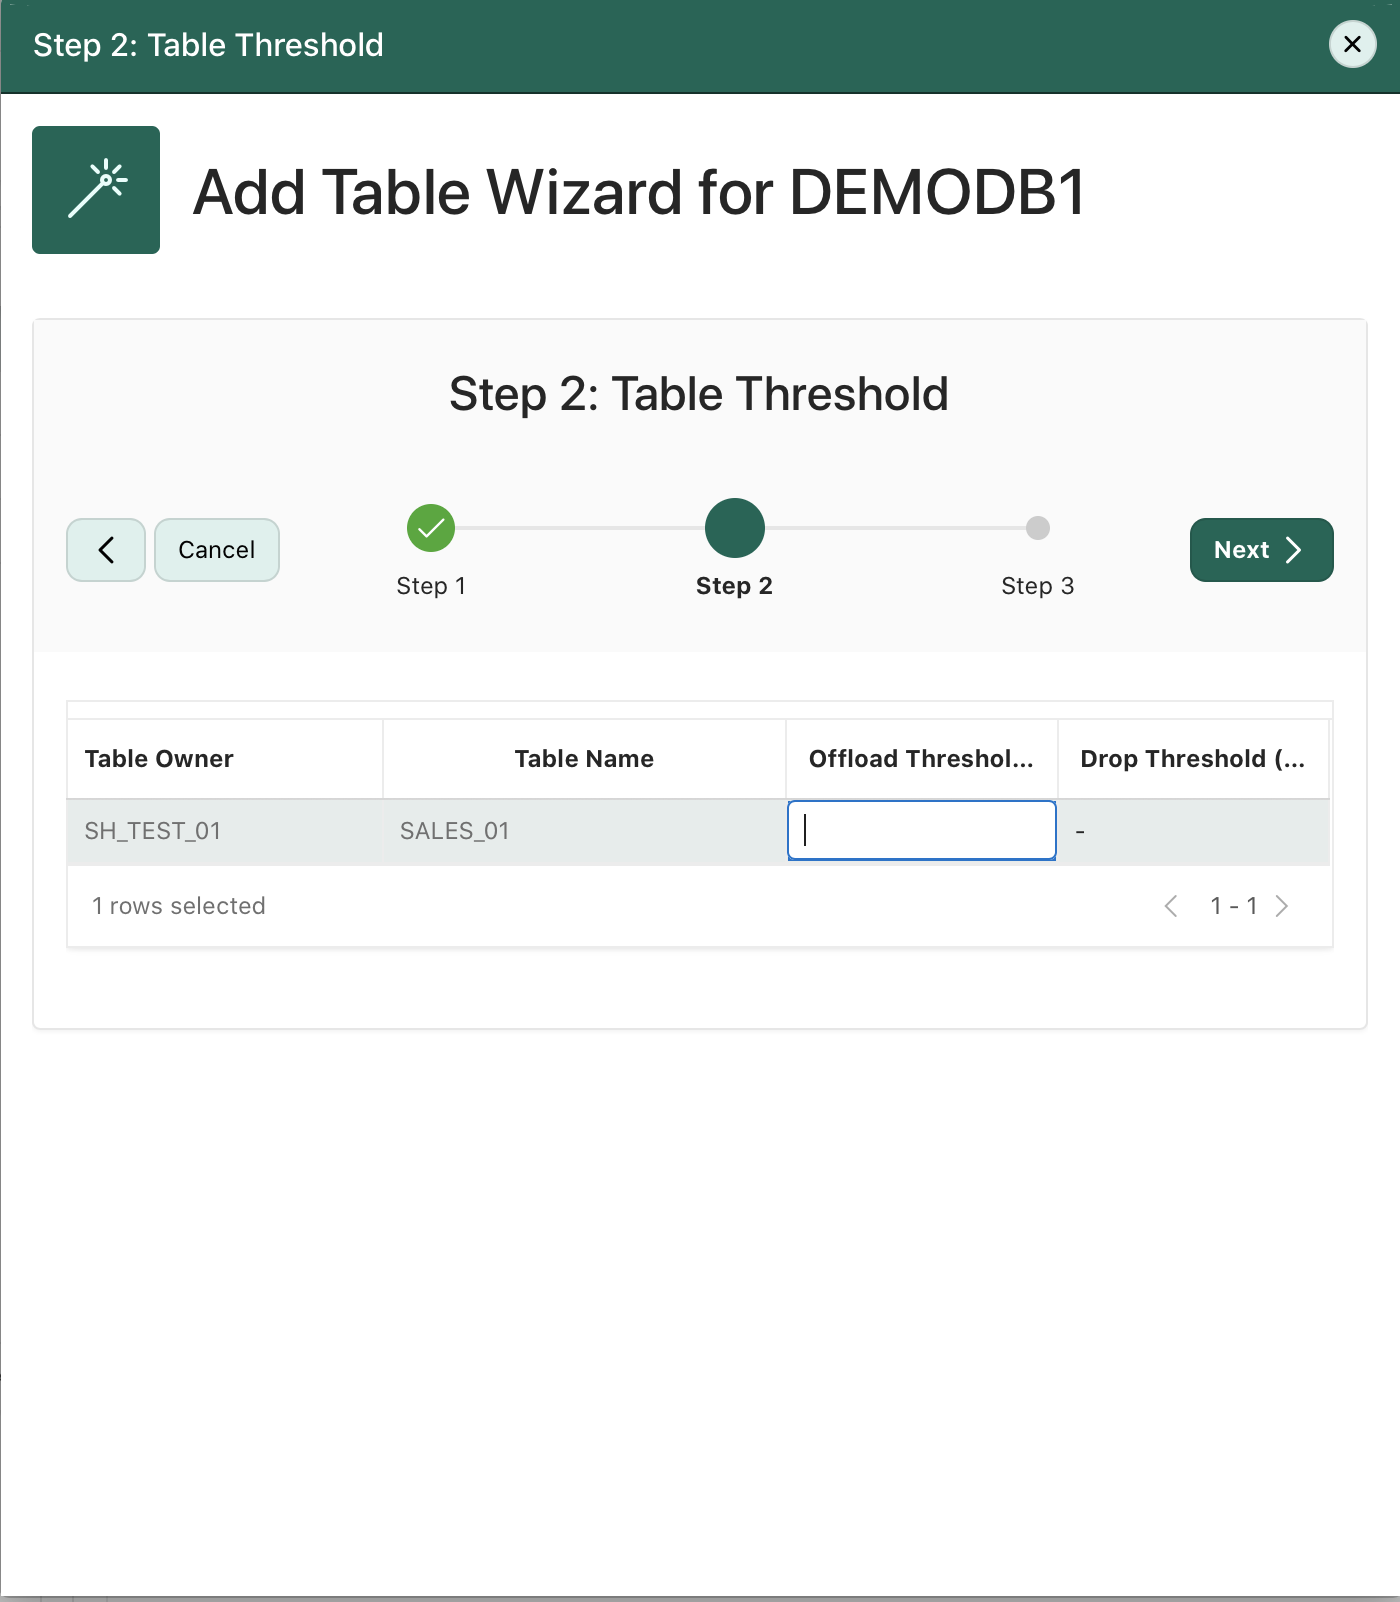 Step 2: Table Threshold
Add Table Wizard for DEMODB1
Step 2: Table Threshold
Cancel
Step 1
Step 2
Step 3
Next
Table Owner Table Name Offload Threshol... Drop Threshold (...
SH_TEST_01 SALES_01 -
1 rows selected 1 - 1